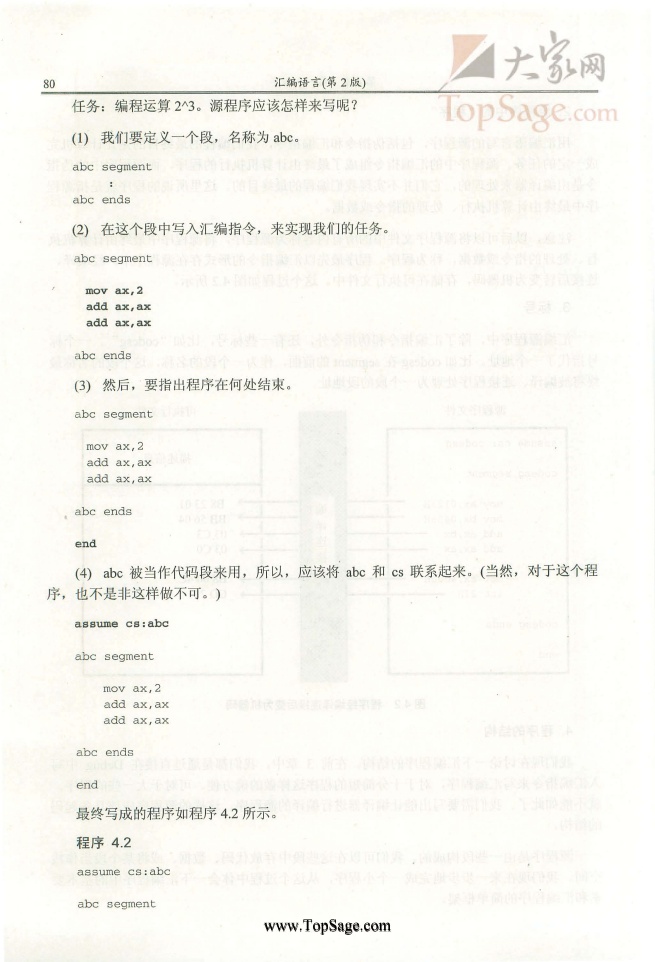 大家网
TopSage.com
80 汇编语言(第 2 版)
任务：编程运算 2^3。源程序应该怎样来写呢？
(1) 我们要定义一个段，名称为 abc。
abc segment
:
abc ends
(2) 在这个段中写入汇编指令，来实现我们的任务。
abc segment
mov ax,2
add ax,ax
add ax,ax
abc ends
(3) 然后，要指出程序在何处结束。
abc segment
mov ax,2
add ax,ax
add ax,ax
abc ends
end
(4) abc 被当作代码段来用，所以，应该将 abc 和 cs 联系起来。(当然，对于这个程
序，也不是非这样做不可。)
assume cs:abc
abc segment
mov ax,2
add ax,ax
add ax,ax
abc ends
end
最终写成的程序如程序 4.2 所示。
程序 4.2
assume cs:abc
abc segment
www.TopSage.com